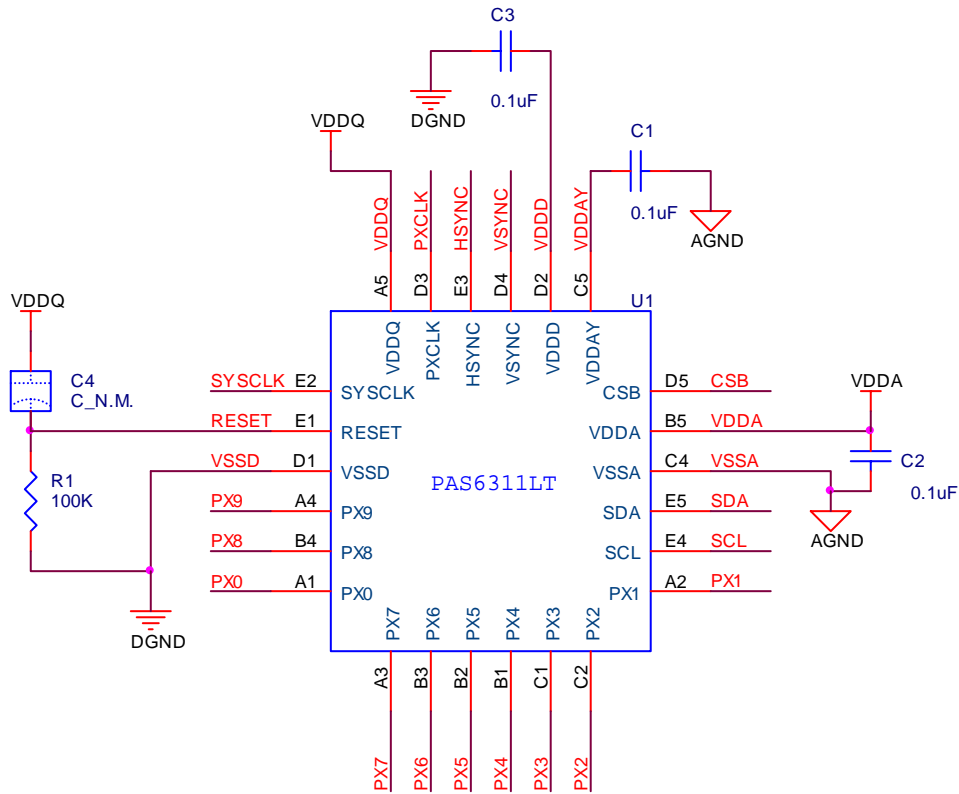 C3
0.1uF
DGND
VDDQ
C1
0.1uF
AGND
VDDQ
PXCLK
HSYNC
VSYNC
VDDD
VDDAY
A5
D3
E3
D4
D2
C5
U1
VDDQ
PXCLK
HSYNC
VSYNC
VDDD
VDDAY
VDDQ
C4
C_N.M.
R1
100K
DGND
SYSCLK E2 SYSCLK
RESET E1 RESET
VSSD D1 VSSD
PX9 A4 PX9
PX8 B4 PX8
PX0 A1 PX0
PAS6311LT
CSB D5 CSB
VDDA B5 VDDA
VSSA C4 VSSA
SDA E5 SDA
SCL E4 SCL
PX1 A2 PX1
VDDA
C2
0.1uF
AGND
PX7
PX6
PX5
PX4
PX3
PX2
A3
B3
B2
B1
C1
C2
PX7
PX6
PX5
PX4
PX3
PX2